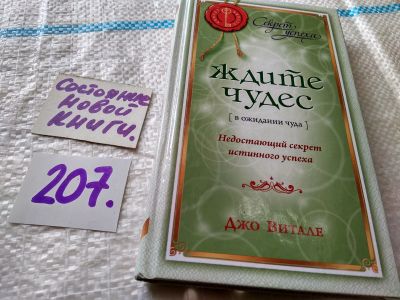 Состояние
новой
книги.
207.
Секрет
успеха
Ждите
чудес
[ в ожидании чуда ]
Недостающий секрет
истинного успеха
Джо Витале